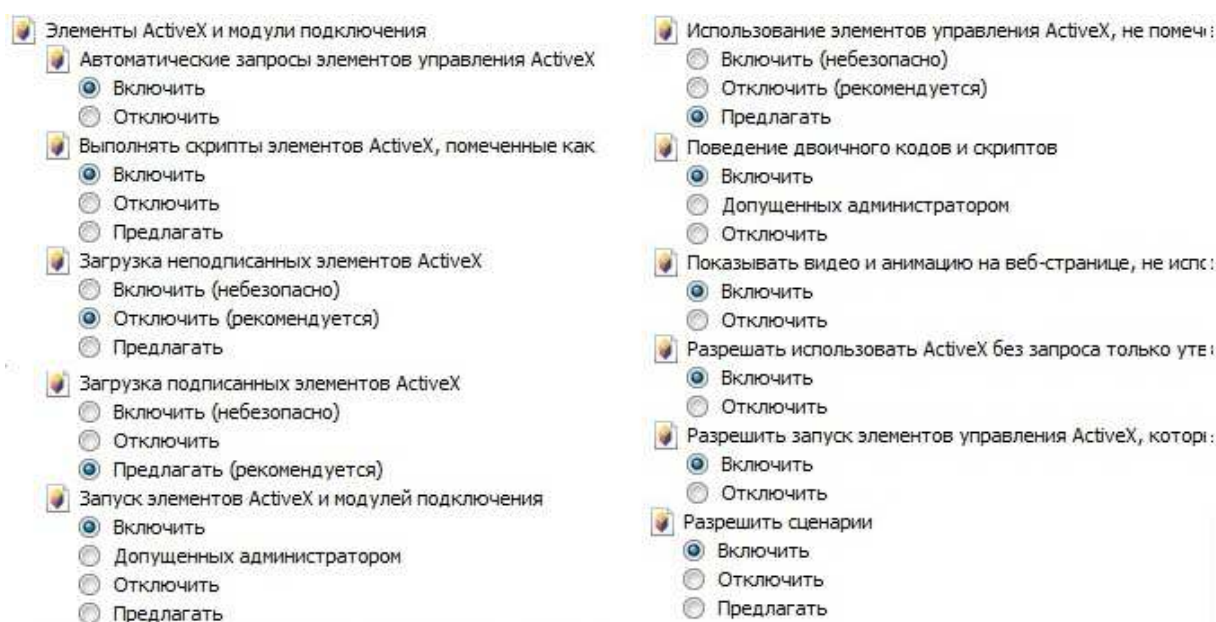 Элементы ActiveX и модули подключения
Автоматические запросы элементов управления ActiveX
Включить
Отключить
Выполнять скрипты элементов ActiveX, помеченные как
Включить
Отключить
Предлагать
Загрузка неподписанных элементов ActiveX
Включить (небезопасно)
Отключить (рекомендуется)
Предлагать
Загрузка подписанных элементов ActiveX
Включить (небезопасно)
Отключить
Предлагать (рекомендуется)
Запуск элементов ActiveX и модулей подключения
Включить
Допущенных администратором
Отключить
Предлагать
Использование элементов управления ActiveX, не
Включить (небезопасно)
Отключить (рекомендуется)
Предлагать
Поведение двоичного кодов и скриптов
Включить
Допущенных администратором
Отключить
Показывать видео и анимацию на веб-странице, не
Включить
Отключить
Разрешать использовать ActiveX без запроса только
Включить
Отключить
Разрешить запуск элементов управления ActiveX,
Включить
Отключить
Разрешить сценарии
Включить
Отключить
Предлагать